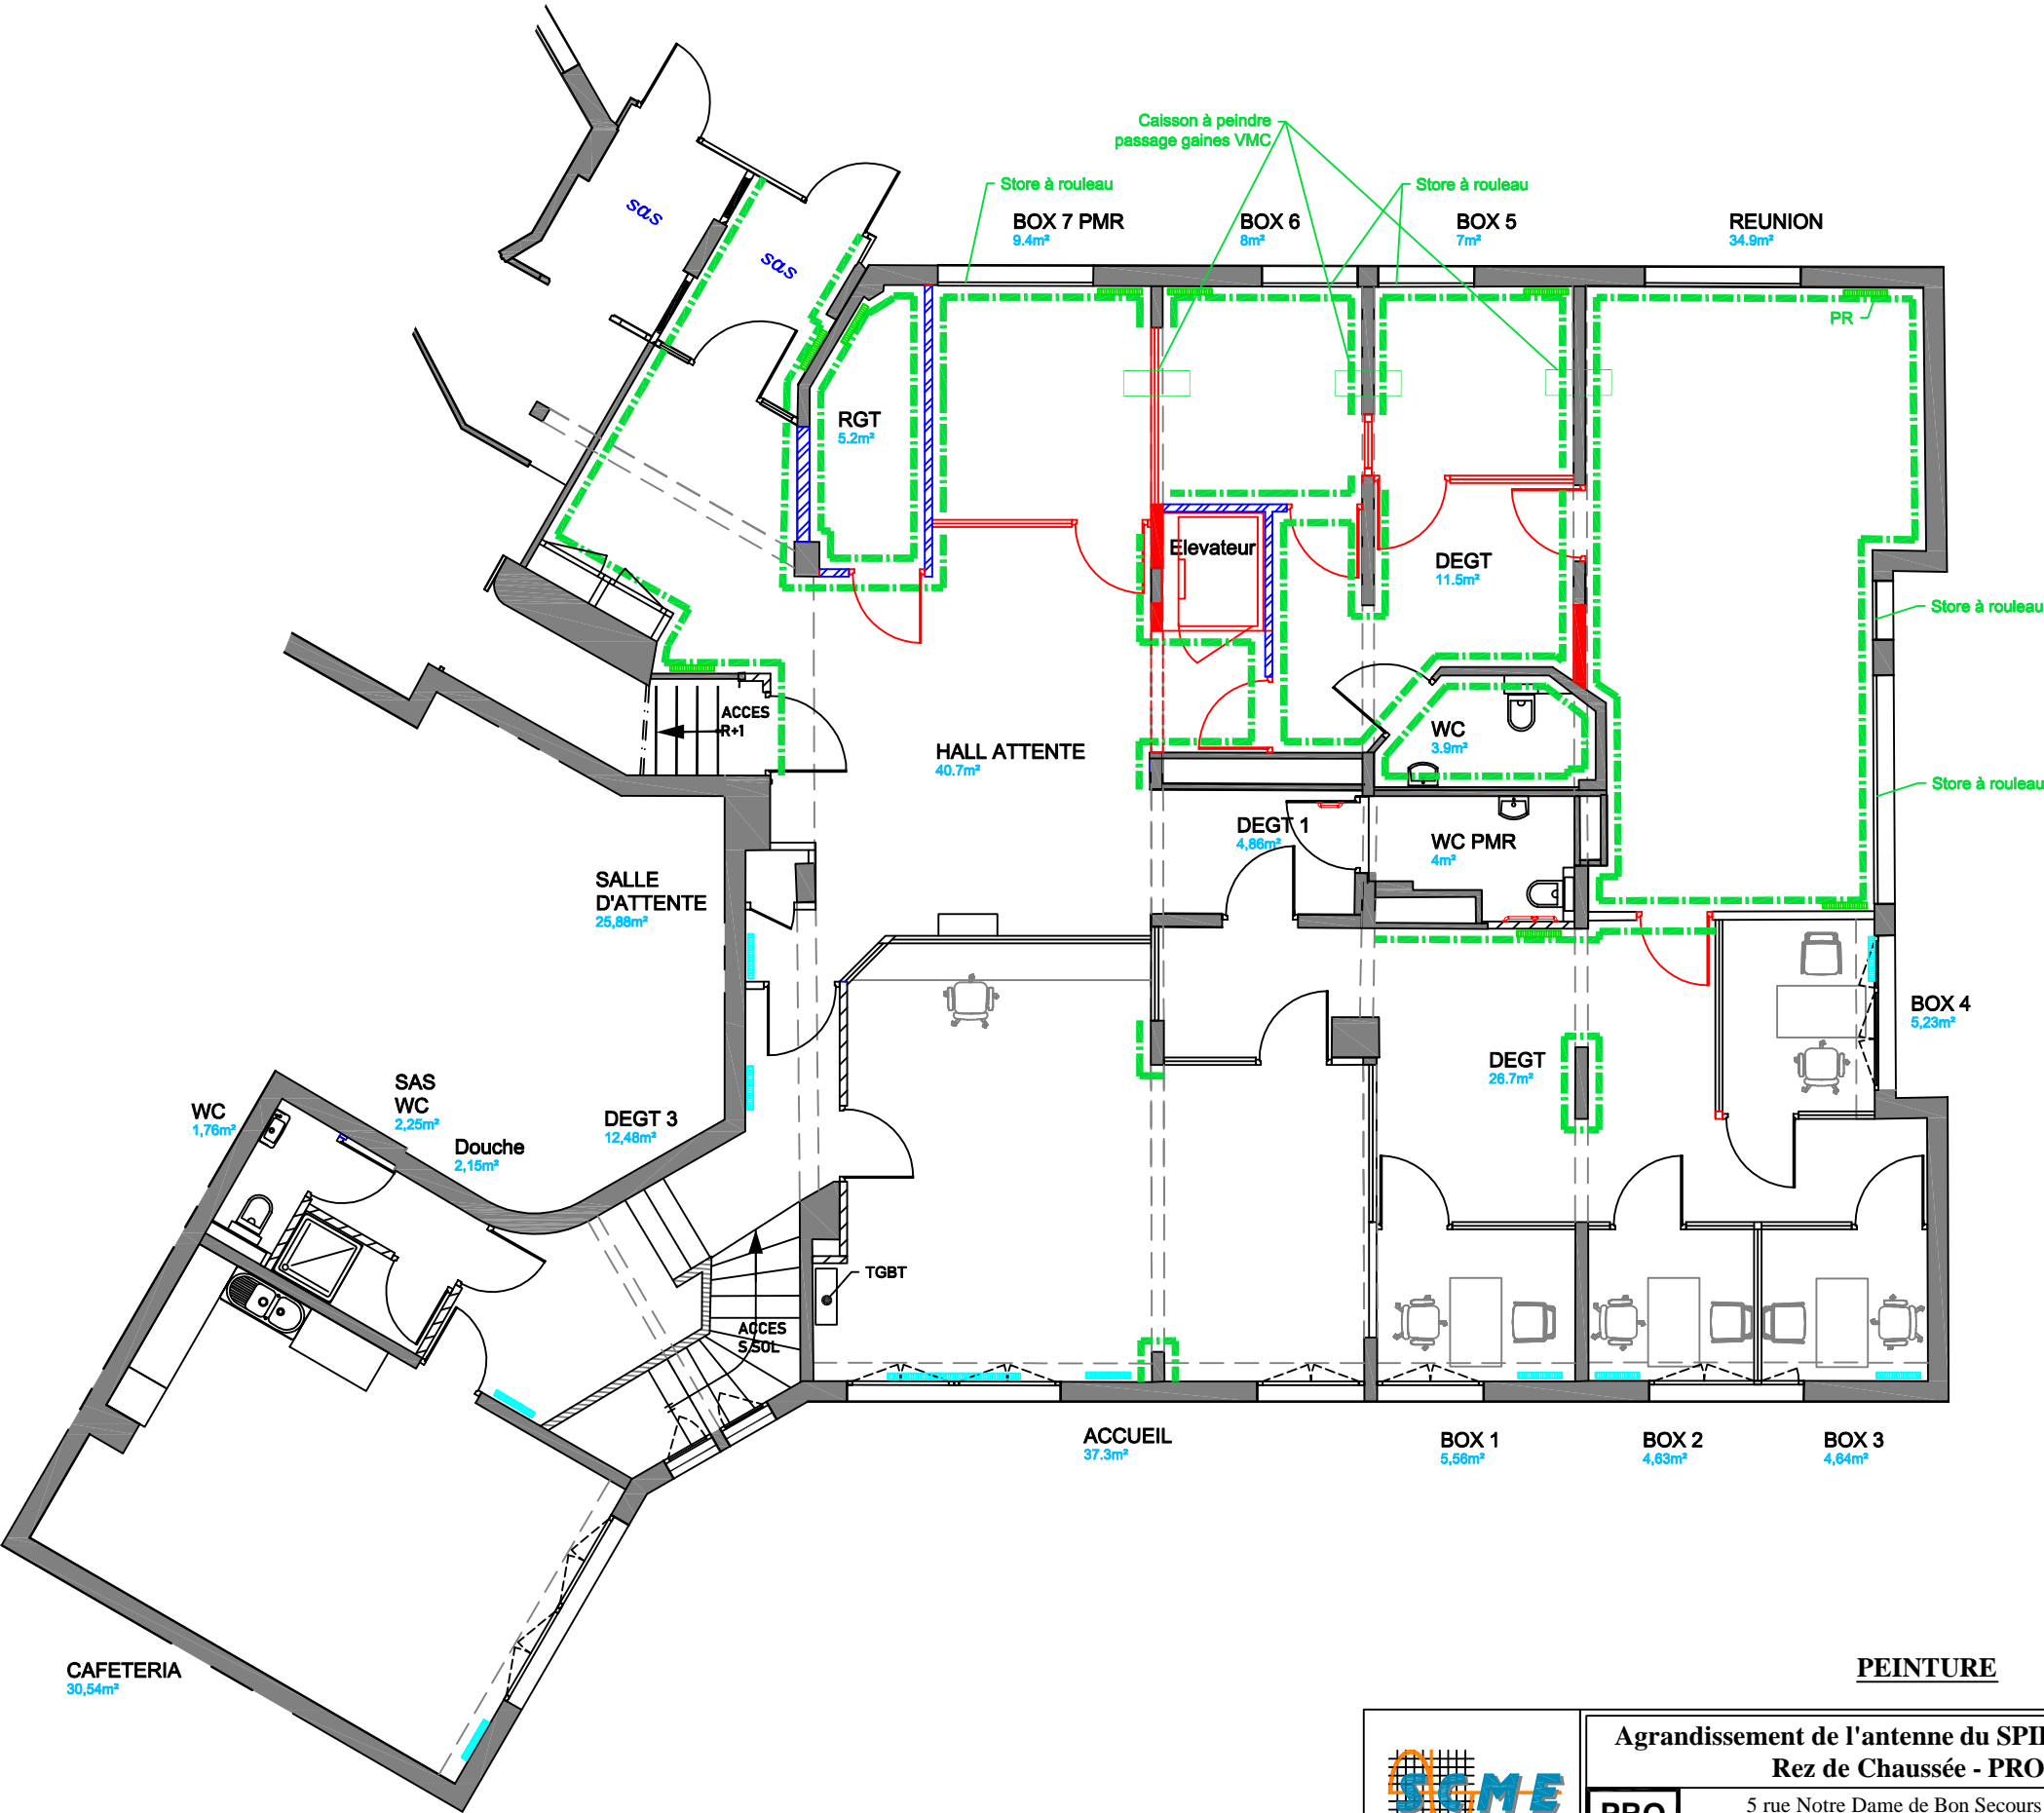 Caisson à peindre
passage gaines VMC
Store à rouleau
Store à rouleau
sas
sas
BOX 7 PMR
9.4m²
BOX 6
8m²
BOX 5
7m²
REUNION
34.9m²
PR
RGT
5.2m²
Elevateur
DEGT
11.5m²
Store à rouleau
ACCES
R+1
HALL ATTENTE
40.7m²
WC
3.9m²
Store à rouleau
DEGT 1
4,86m²
WC PMR
4m²
SALLE
D'ATTENTE
25,88m²
BOX 4
5,23m²
DEGT
26.7m²
SAS
WC
2,25m²
WC
1,76m²
DEGT 3
12,48m²
Douche
2,15m²
TGBT
ACCES
S.SOL
ACCUEIL
37.3m²
BOX 1
5,56m²
BOX 2
4,63m²
BOX 3
4,64m²
CAFETERIA
30,54m²
PEINTURE
Agrandissement de l'antenne du
Rez de Chaussée - PRO
SCME
PRO
5 rue Notre Dame de Bon Secours